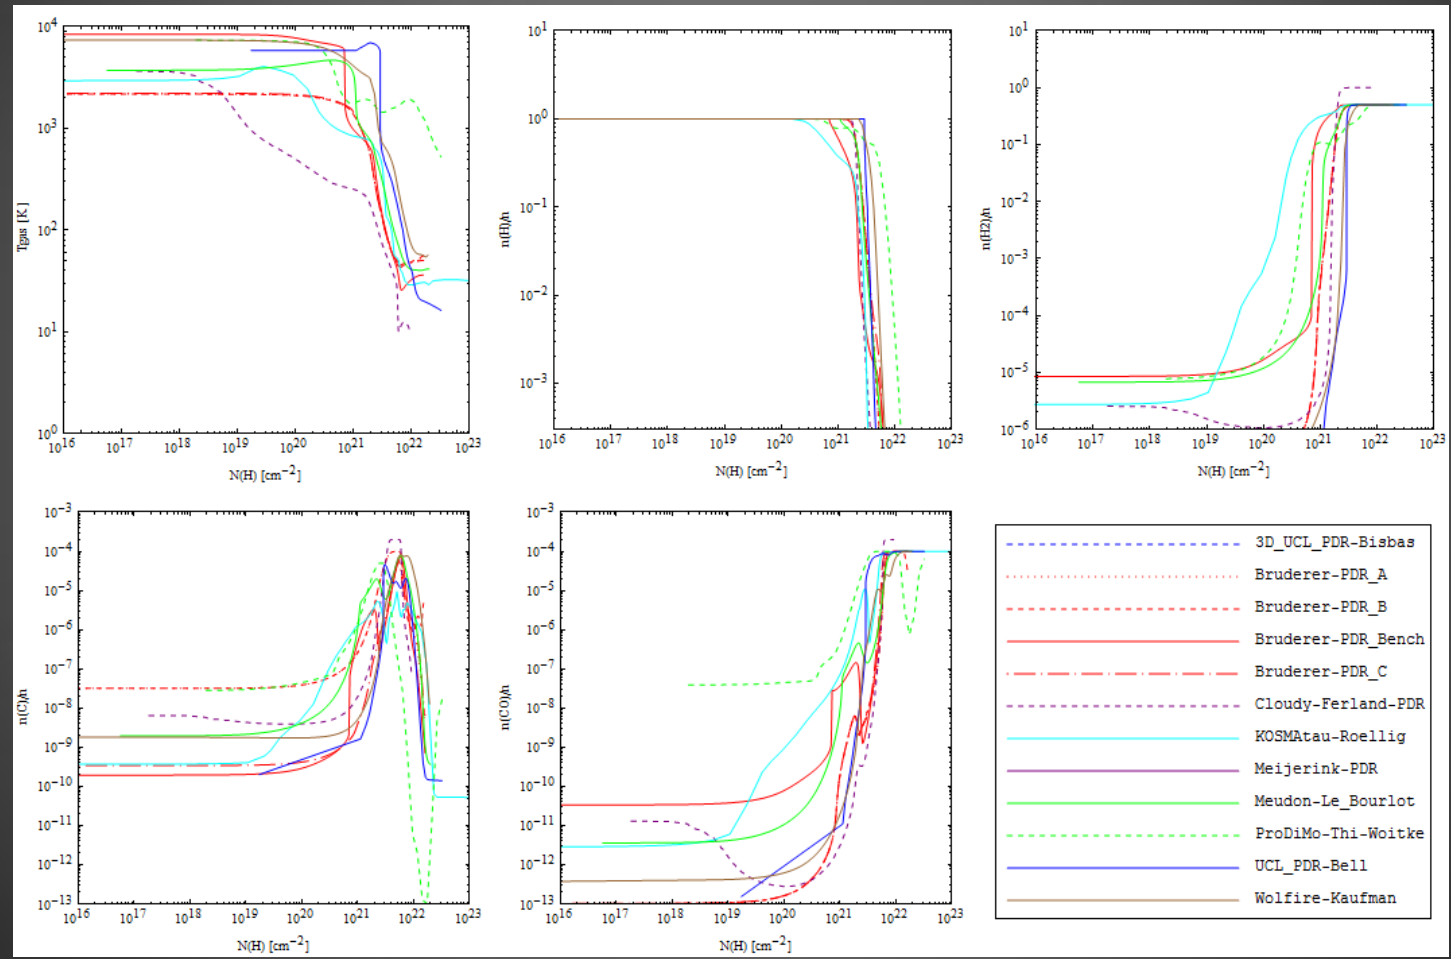 10^4
10^3
10^2
10^1
10^0
Tgas [K]
10^16 10^17 10^18 10^19 10^20 10^21 10^22 10^23
N(H) [cm^-2]
10^1
10^0
10^-1
10^-2
10^-3
n(H)/n
10^16 10^17 10^18 10^19 10^20 10^21 10^22 10^23
N(H) [cm^-2]
10^1
10^0
10^-1
10^-2
10^-3
10^-4
10^-5
10^-6
n(H2)/n
10^16 10^17 10^18 10^19 10^20 10^21 10^22 10^23
N(H) [cm^-2]
10^-3
10^-4
10^-5
10^-6
10^-7
10^-8
10^-9
10^-10
10^-11
10^-12
10^-13
n(C)/n
10^16 10^17 10^18 10^19 10^20 10^21 10^22 10^23
N(H) [cm^-2]
10^-3
10^-4
10^-5
10^-6
10^-7
10^-8
10^-9
10^-10
10^-11
10^-12
10^-13
n(CO)/n
10^16 10^17 10^18 10^19 10^20 10^21 10^22 10^23
N(H) [cm^-2]
3D_UCL_PDR-Bisbas
Bruderer-PDR_A
Bruderer-PDR_B
Bruderer-PDR_Bench
Bruderer-PDR_C
Cloudy-Ferland-PDR
KOSMAtau-Roellig
Meijerink-PDR
Meudon-Le_Bourlot
ProDiMo-Thi-Woitke
UCL_PDR-Bell
Wolfire-Kaufman